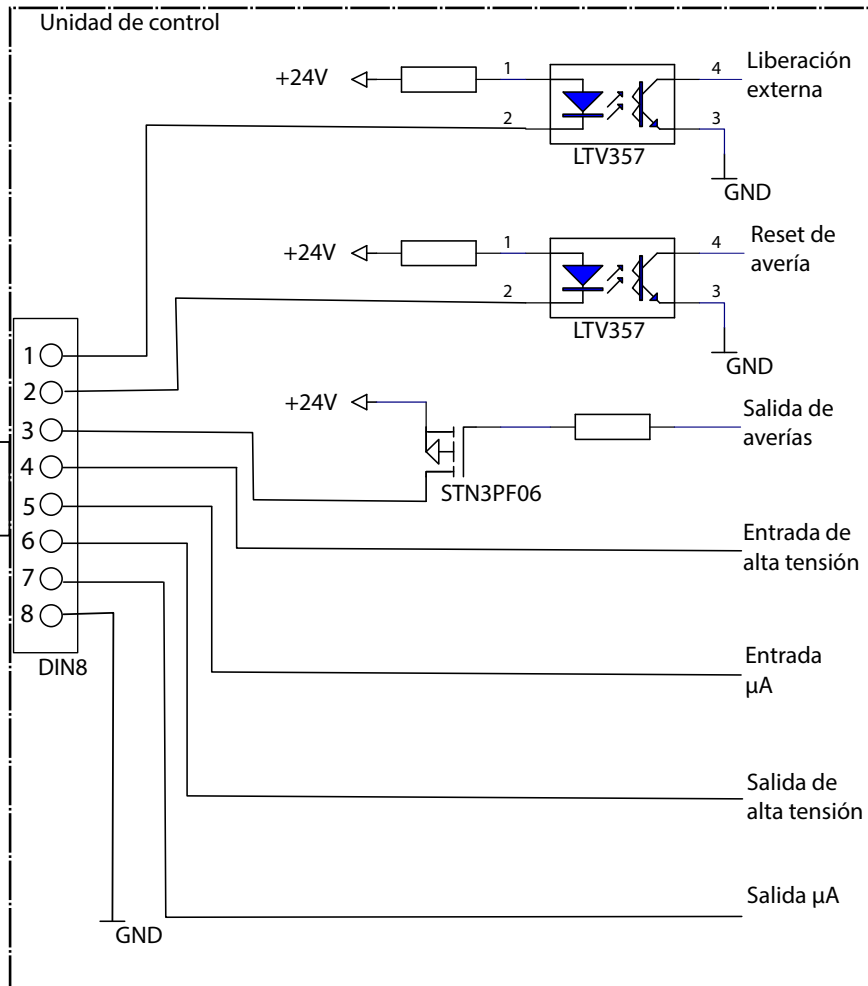 Unidad de control
+24V
1
2
4
3
LTV357
Liberación
externa
GND
+24V
1
2
4
3
LTV357
Reset de
avería
GND
+24V
STN3PF06
Salida de
averías
1
2
3
4
5
6
7
8
DIN8
Entrada de
alta tensión
Entrada
µA
Salida de
alta tensión
Salida µA
GND